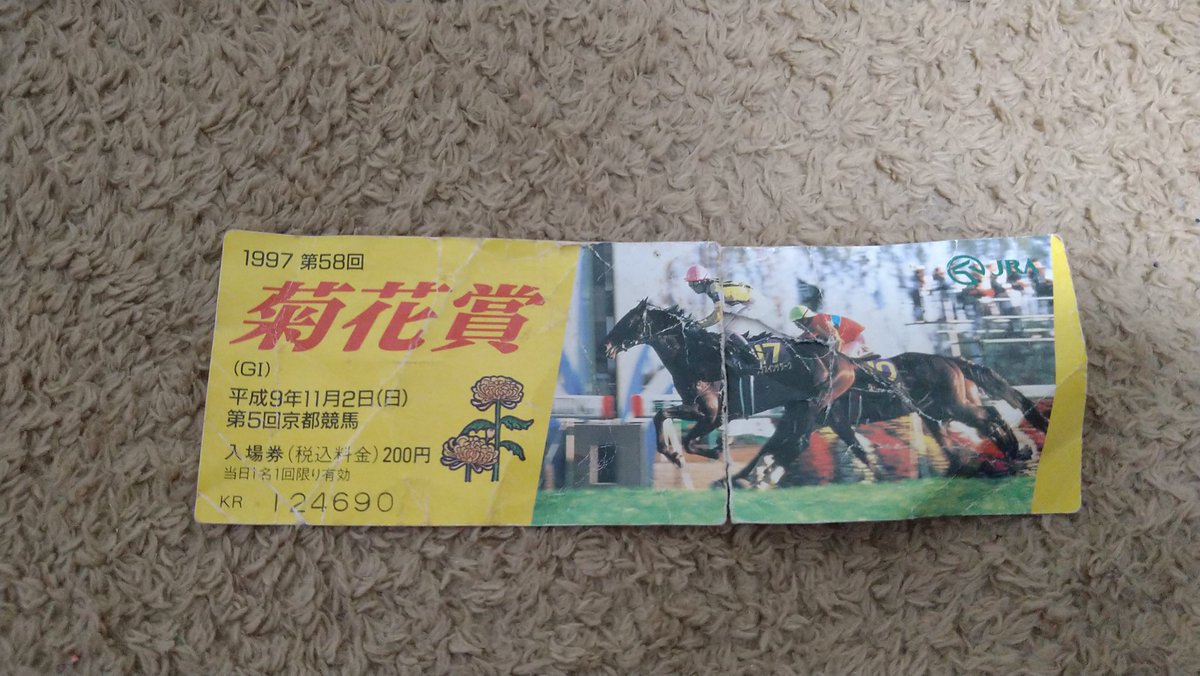 1997 第58回
菊花賞
(GI)
平成9年11月2日(日)
第5回京都競馬
入場券(税込料金)200円
当日1名1回限り有効
KR 124690
JRA
17